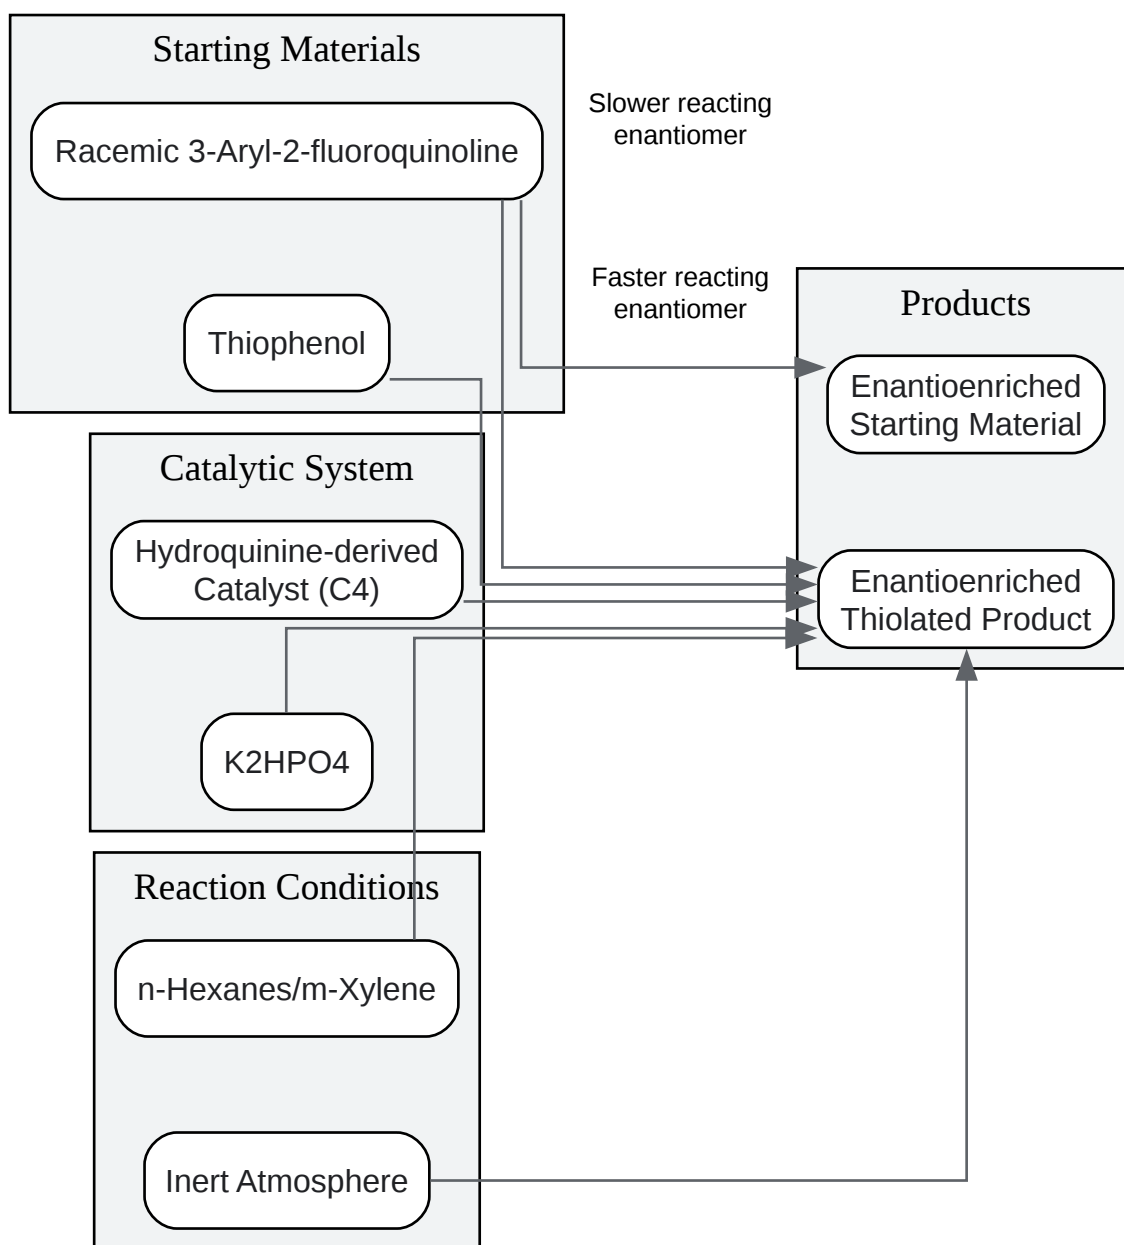 Starting Materials
Racemic 3-Aryl-2-fluoroquinoline
Thiophenol
Slower reacting
enantiomer
Faster reacting
enantiomer
Products
Enantioenriched
Starting Material
Enantioenriched
Thiolated Product
Catalytic System
Hydroquinine-derived
Catalyst (C4)
K2HPO4
Reaction Conditions
n-Hexanes/m-Xylene
Inert Atmosphere